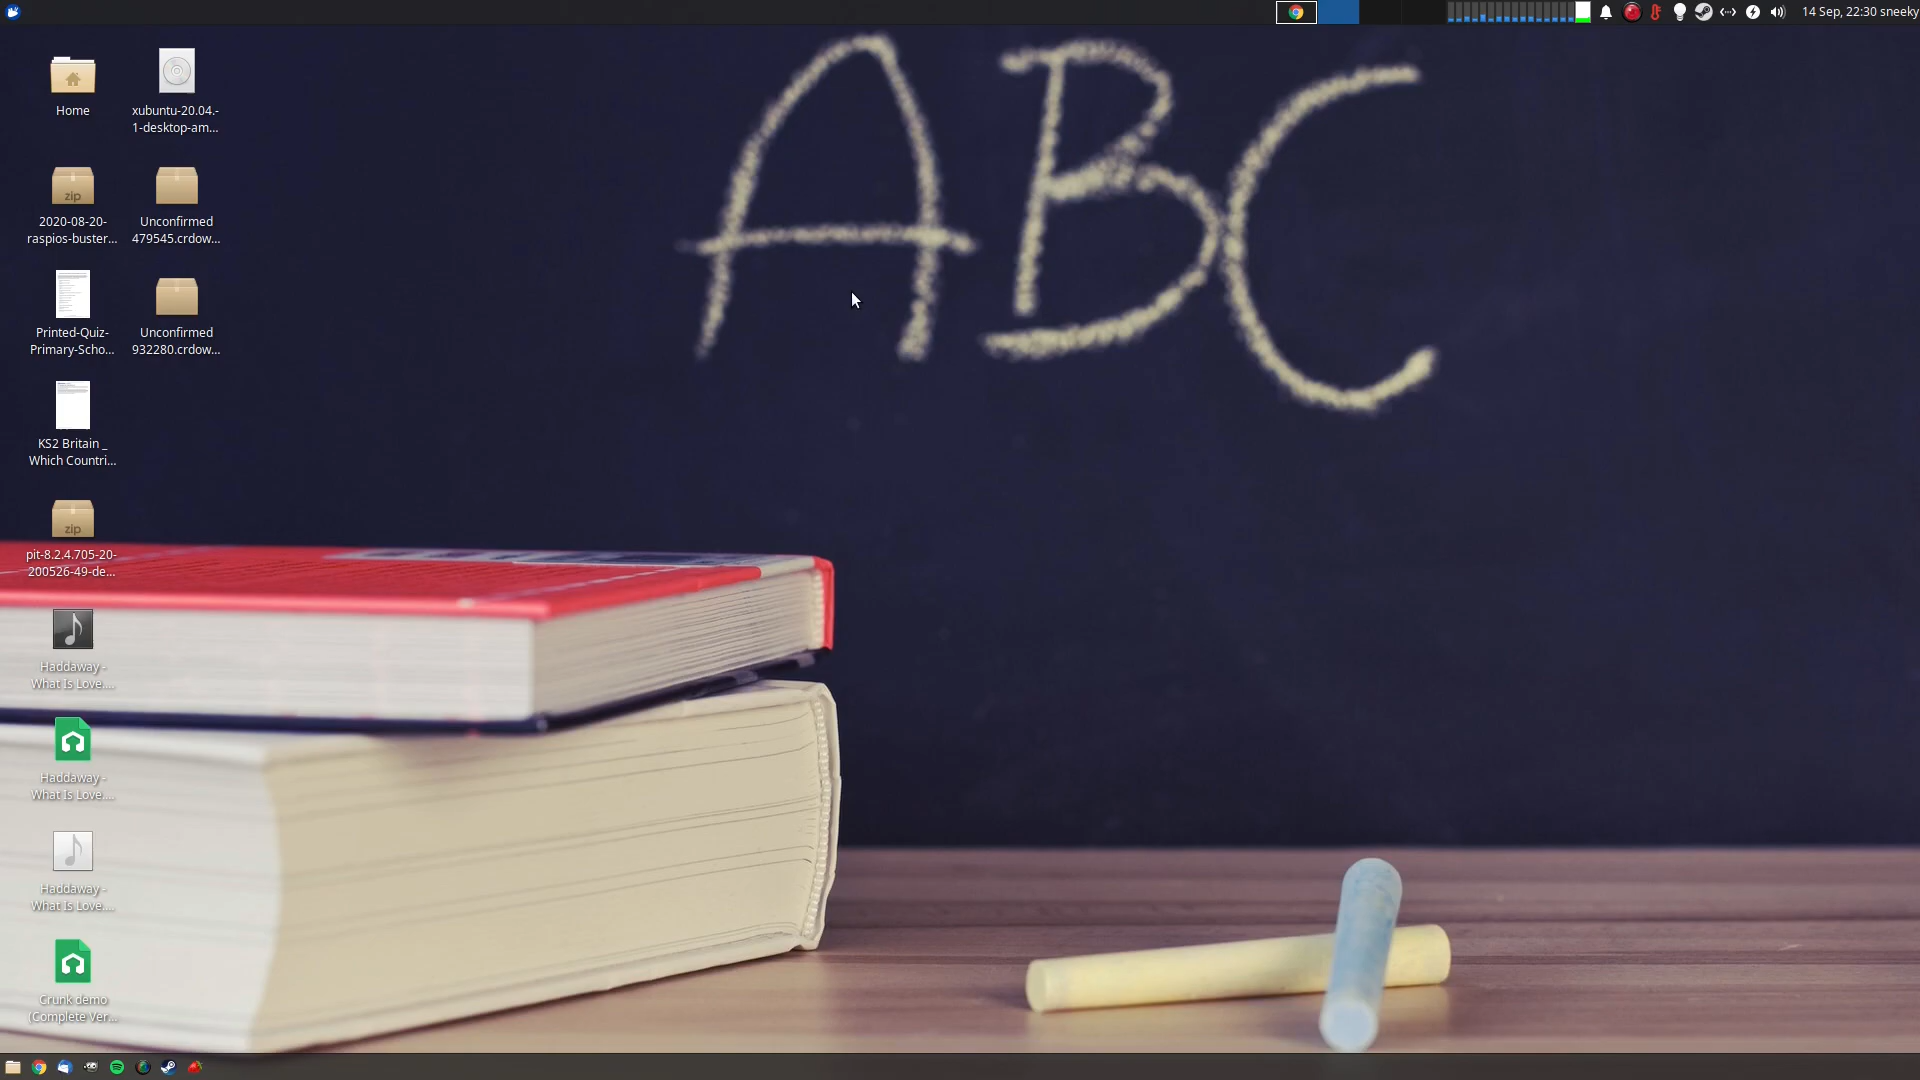 14 Sep, 22:30 sneeky
ABC
Home
xubuntu-20.04.-
1-desktop-am...
zip
2020-08-20-
raspios-buster...
Unconfirmed
479545.crdow...
Printed-Quiz-
Primary-Scho...
Unconfirmed
932280.crdow...
KS2 Britain _
Which Countri...
zip
pit-8.2.4.705-20-
200526-49-de...
Haddaway -
What Is Love....
Haddaway -
What Is Love....
Haddaway -
What Is Love....
Crunk demo
(Complete Ver...